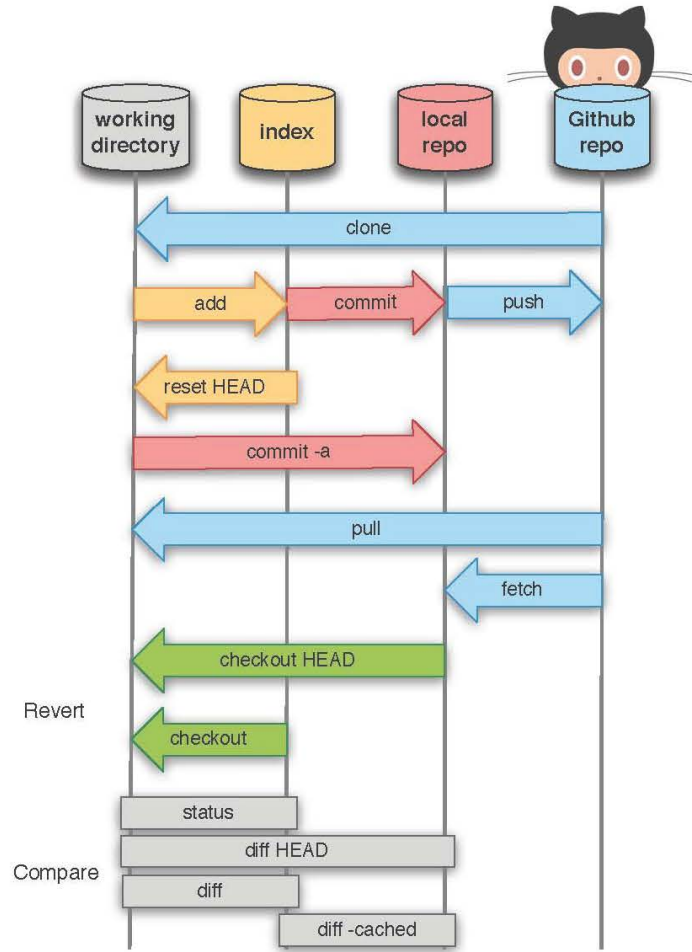 working
directory
index
local
repo
Github
repo
clone
add
commit
push
reset HEAD
commit -a
pull
fetch
checkout HEAD
Revert
checkout
status
diff HEAD
Compare
diff
diff -cached